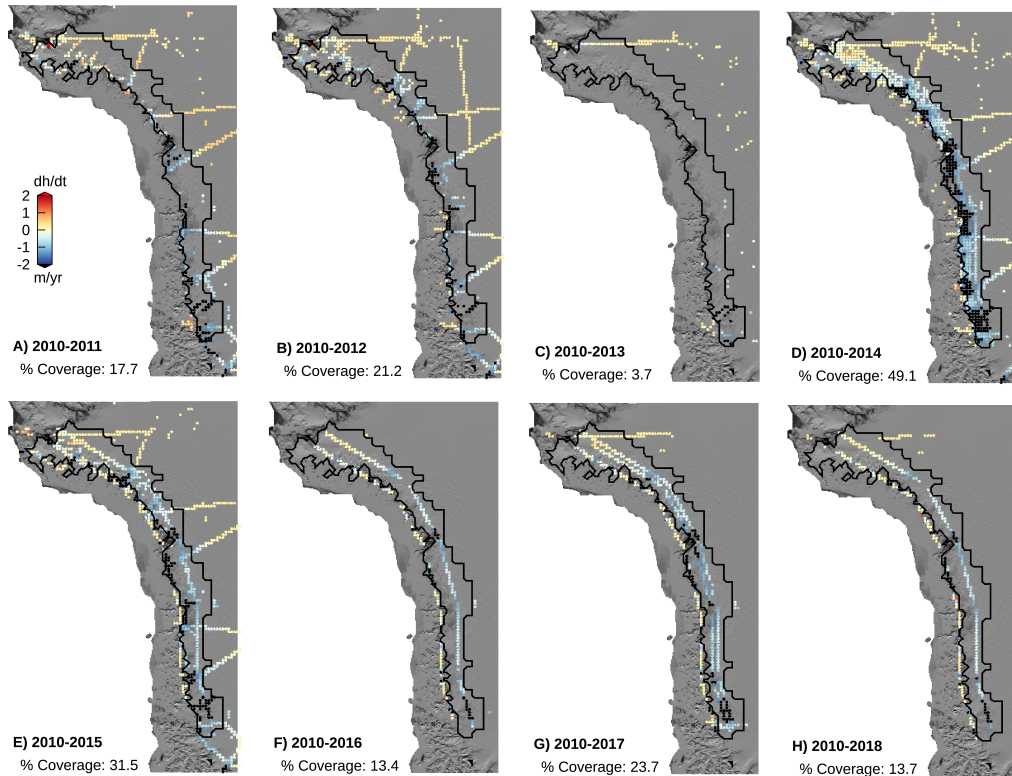 dh/dt
2
1
0
-1
-2
m/yr
A) 2010-2011
% Coverage: 17.7
B) 2010-2012
% Coverage: 21.2
C) 2010-2013
% Coverage: 3.7
D) 2010-2014
% Coverage: 49.1
E) 2010-2015
% Coverage: 31.5
F) 2010-2016
% Coverage: 13.4
G) 2010-2017
% Coverage: 23.7
H) 2010-2018
% Coverage: 13.7